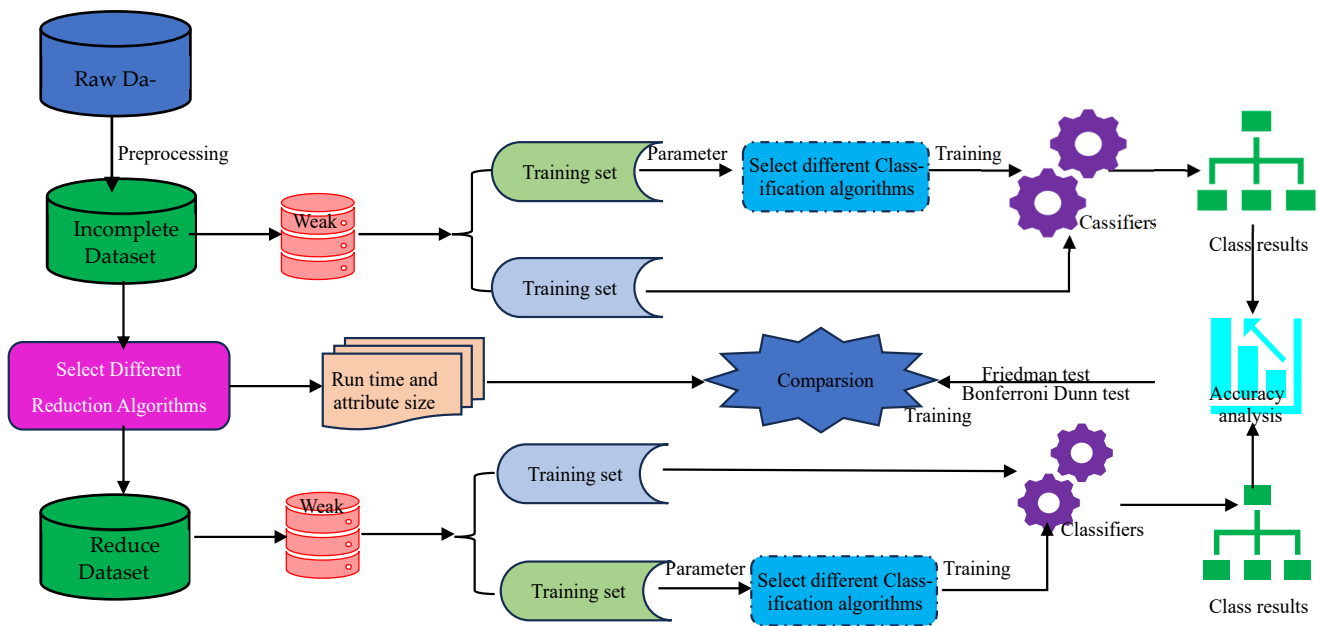 Raw Da-
Preprocessing
Incomplete
Dataset
Weak
Training set
Parameter
Select different Class-
ification algorithms
Training
Cassifiers
Class results
Training set
Select Different
Reduction Algorithms
Run time and
attribute size
Comparsion
Friedman test
Bonferroni Dunn test
Training
Accuracy
analysis
Reduce
Dataset
Weak
Training set
Classifiers
Training set
Parameter
Select different Class-
ification algorithms
Training
Class results